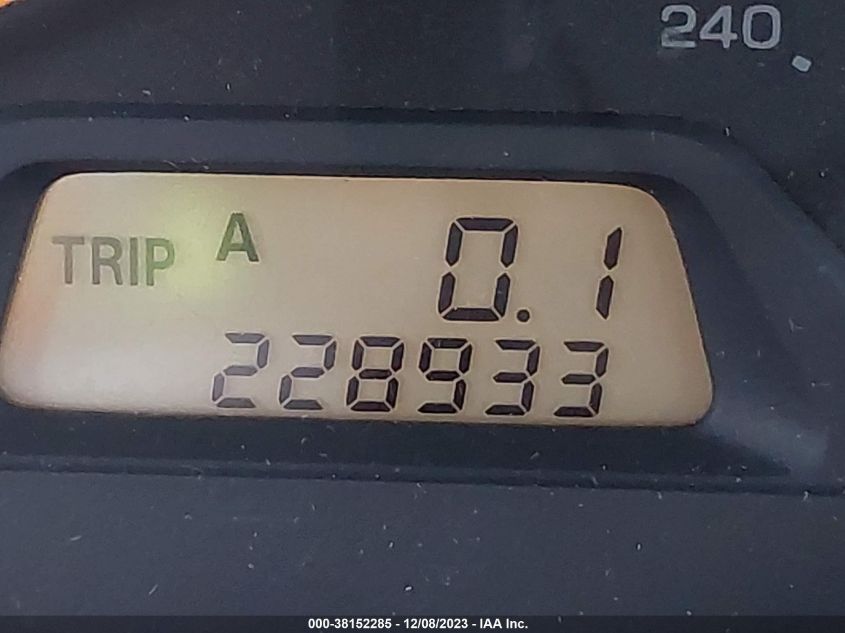 240
TRIP A 0.1
228933
000-38152285 - 12/08/2023 - IAA Inc.